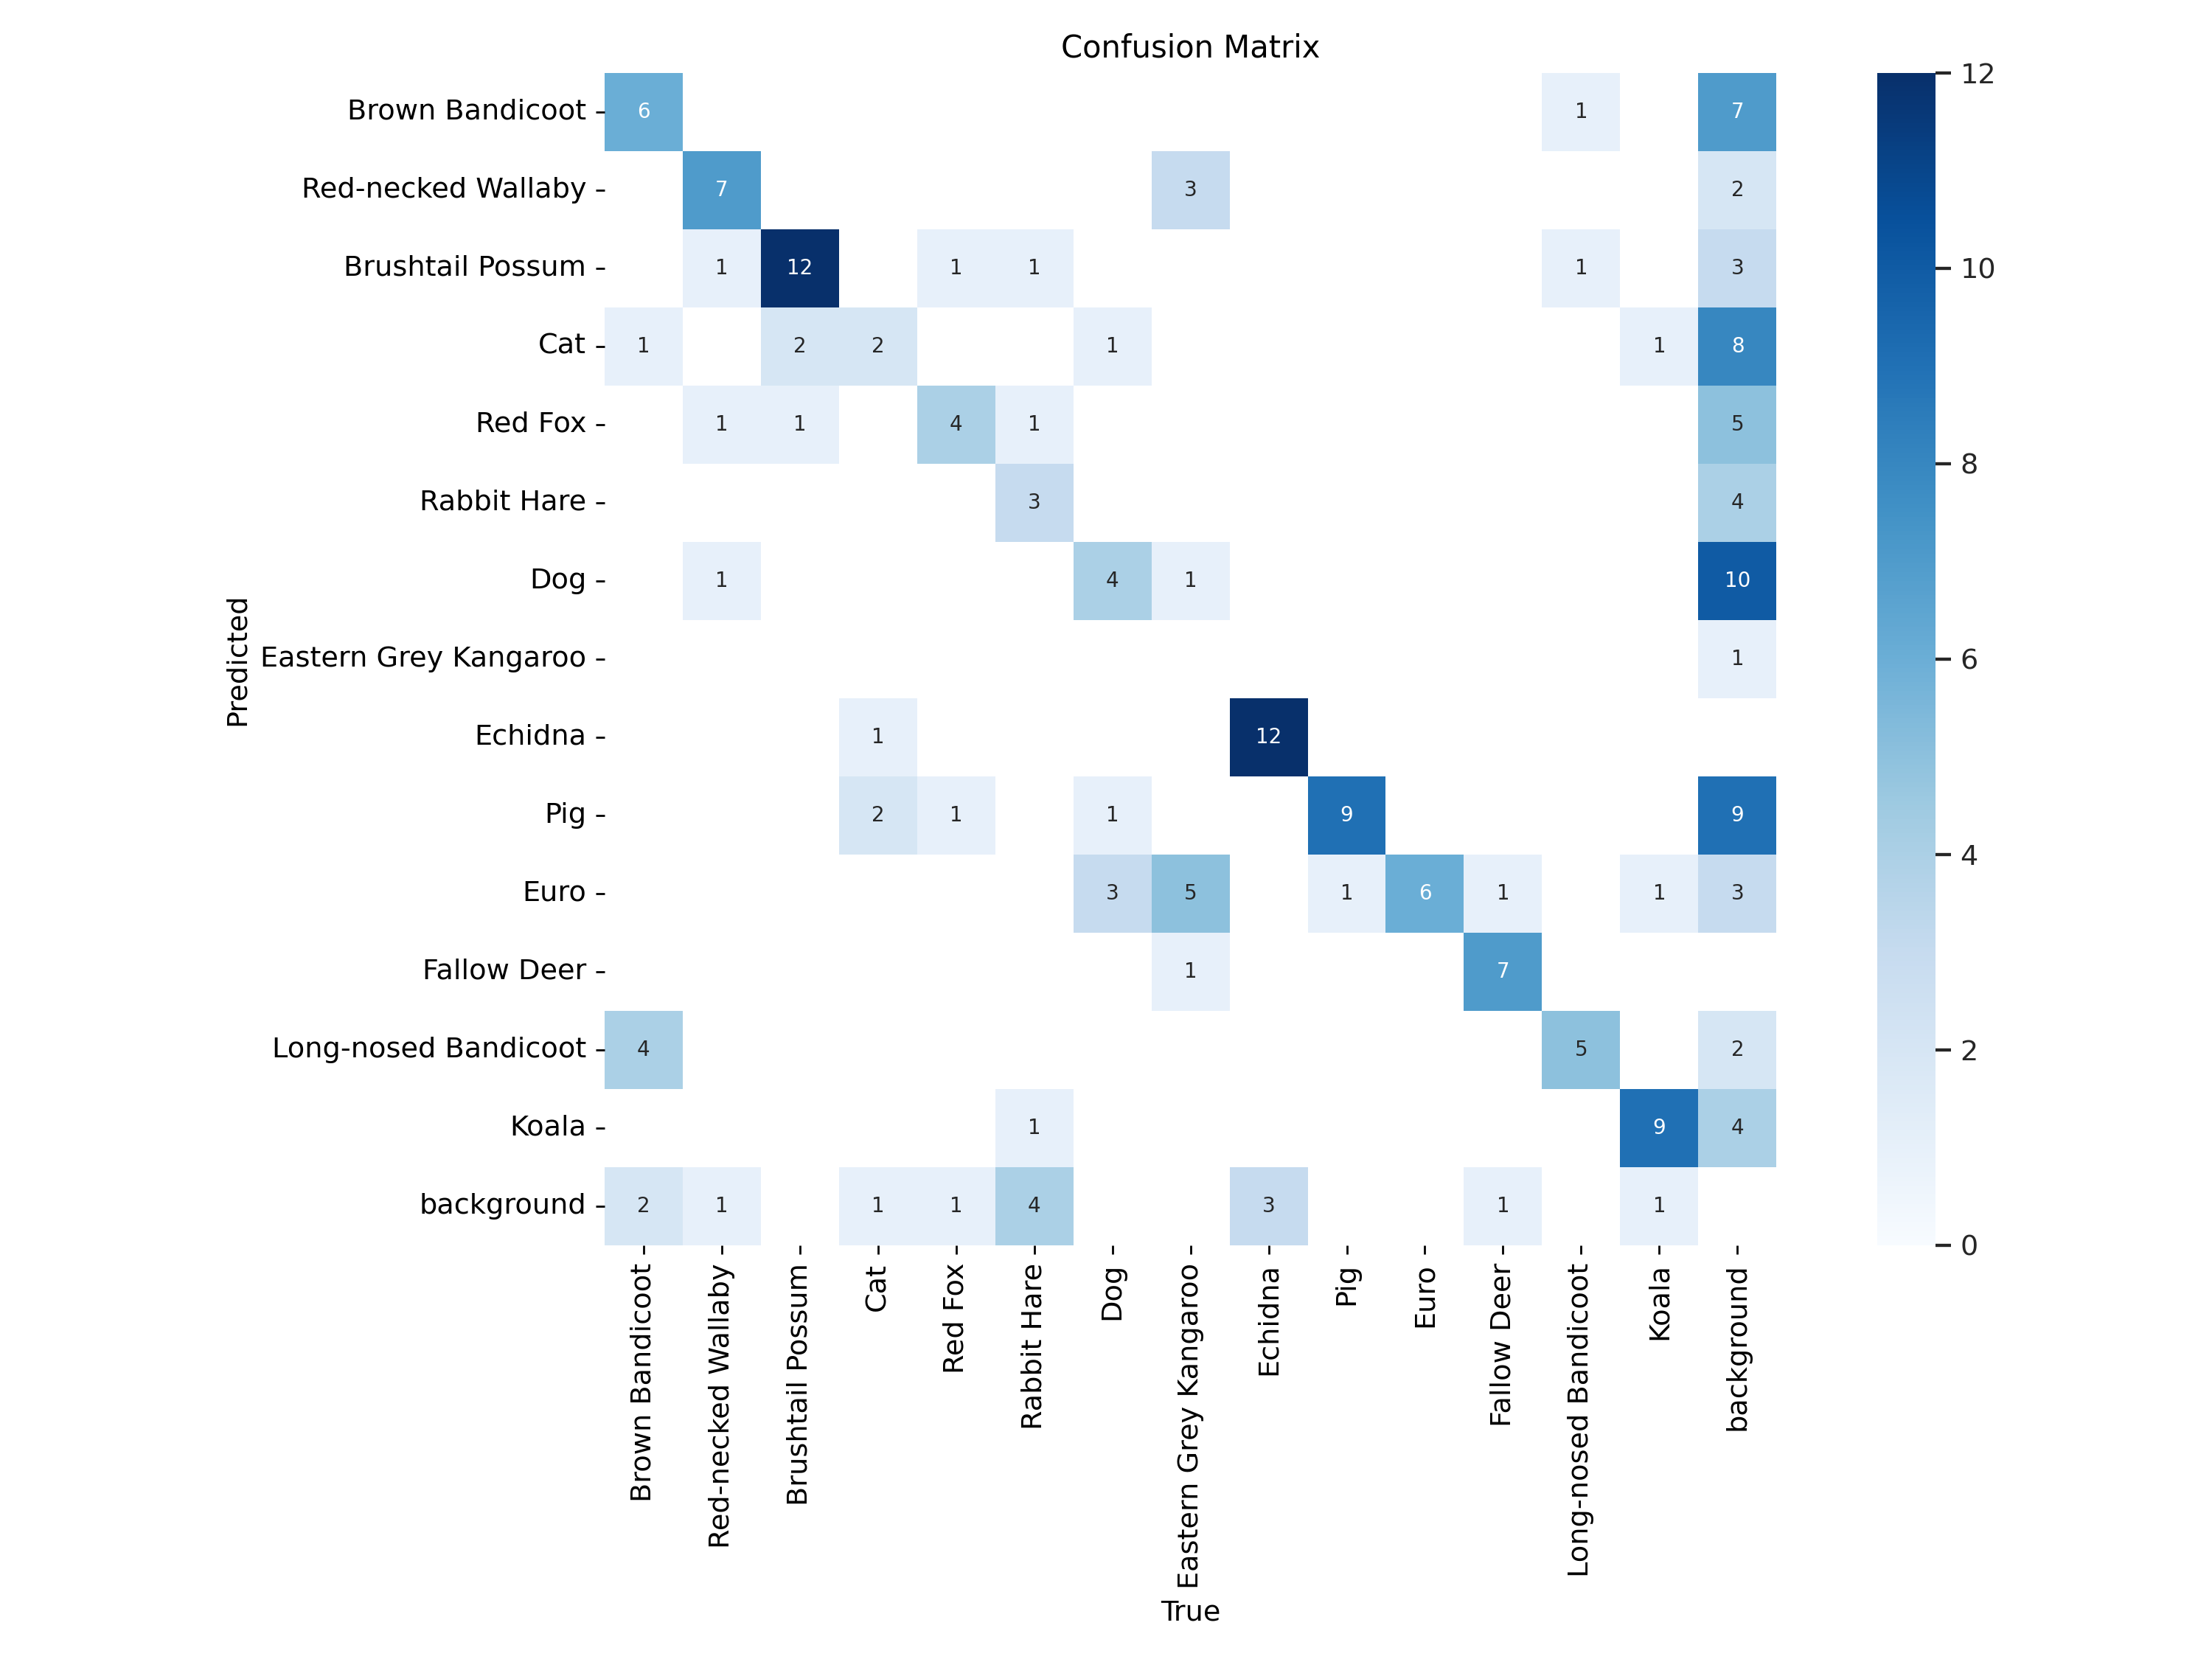 Confusion Matrix
Brown Bandicoot 6 1 7
Red-necked Wallaby 7 3 2
Brushtail Possum 1 12 1 1 1 3
Cat 1 2 2 1 1 8
Red Fox 1 1 4 1 5
Rabbit Hare 3 4
Dog 1 4 1 10
Eastern Grey Kangaroo 1
Echidna 1 12
Pig 2 1 1 9 9
Euro 3 5 1 6 1 1 3
Fallow Deer 1 7
Long-nosed Bandicoot 4 5 2
Koala 1 9 4
background 2 1 1 1 4 3 1 1
Predicted
Brown Bandicoot
Red-necked Wallaby
Brushtail Possum
Cat
Red Fox
Rabbit Hare
Dog
Eastern Grey Kangaroo
Echidna
Pig
Euro
Fallow Deer
Long-nosed Bandicoot
Koala
background
True
12
10
8
6
4
2
0